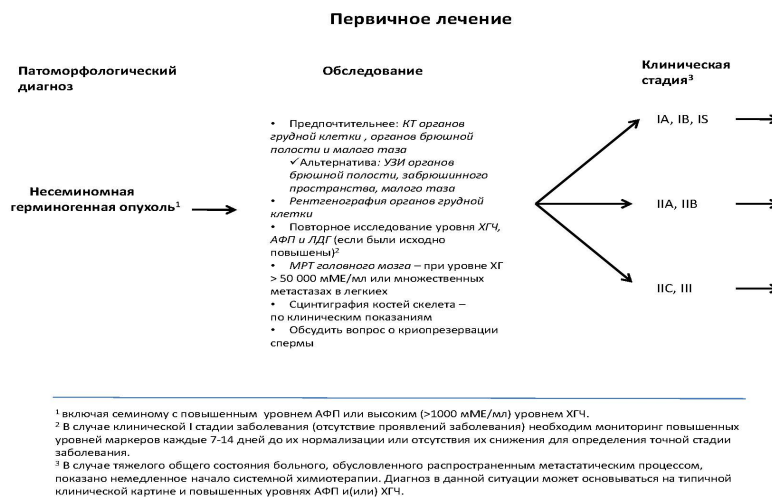 Первичное лечение
Патоморфологический
диагноз
Обследование
Клиническая
стадия³
Несеминомная
герминогенная опухоль¹
• Предпочтительнее: КТ органов
грудной клетки , органов брюшной
полости и малого таза
✓Альтернатива: УЗИ органов
брюшной полости, забрюшинного
пространства, малого таза
• Рентгенография органов грудной
клетки
• Повторное исследование уровня ХГЧ,
АФП и ЛДГ (если были исходно
повышены)²
• МРТ головного мозга – при уровне ХГ
> 50 000 мМЕ/мл или множественных
метастазах в легкиех
• Сцинтиграфия костей скелета –
по клиническим показаниям
• Обсудить вопрос о криопрезервации
спермы
IA, IB, IS
IIA, IIB
IIC, III
¹ включая семиному с повышенным уровнем АФП или высоким (>1000 мМЕ/мл) уровнем ХГЧ.
² В случае клинической I стадии заболевания (отсутствие проявлений заболевания) необходим мониторинг повышенных
уровней маркеров каждые 7-14 дней до их нормализации или отсутствия их снижения для определения точной стадии
заболевания.
³ В случае тяжелого общего состояния больного, обусловленного распространенным метастатическим процессом,
показано немедленное начало системной химиотерапии. Диагноз в данной ситуации может основываться на типичной
клинической картине и повышенных уровнях АФП и(или) ХГЧ.